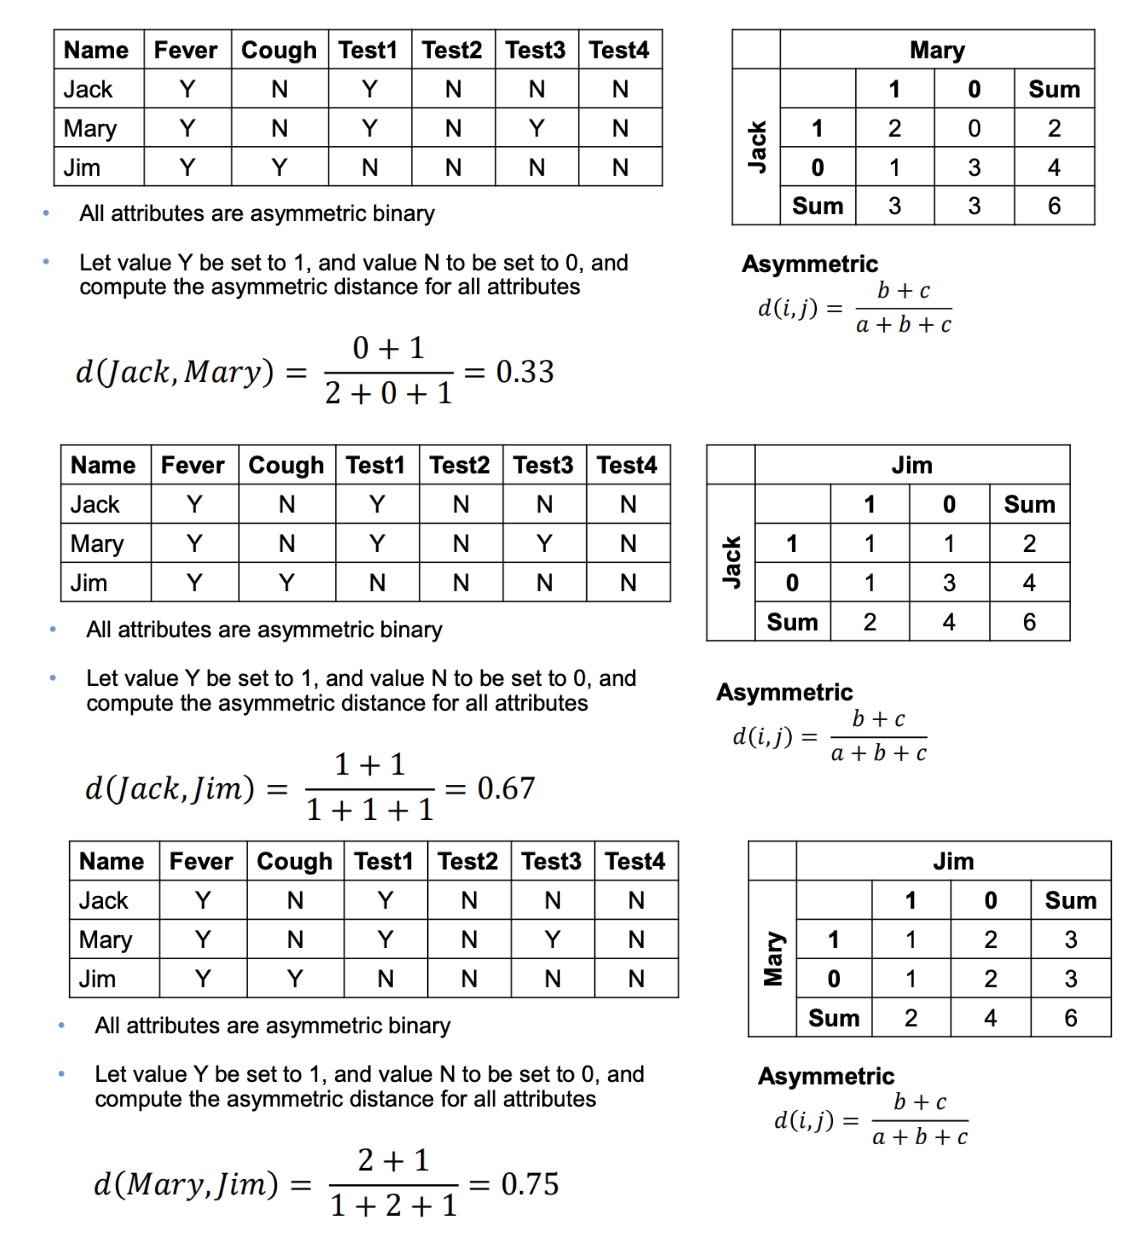 Name Fever Cough Test1 Test2 Test3 Test4
Jack Y N Y N N N
Mary Y N Y N Y N
Jim Y Y N N N N
• All attributes are asymmetric binary
• Let value Y be set to 1, and value N to be set to 0, and
compute the asymmetric distance for all attributes
d(Jack, Mary) = (0 + 1) / (2 + 0 + 1) = 0.33
Mary
Jack
1 0 Sum
1 2 0 2
0 1 3 4
Sum 3 3 6
Asymmetric
d(i, j) = (b + c) / (a + b + c)
Name Fever Cough Test1 Test2 Test3 Test4
Jack Y N Y N N N
Mary Y N Y N Y N
Jim Y Y N N N N
• All attributes are asymmetric binary
• Let value Y be set to 1, and value N to be set to 0, and
compute the asymmetric distance for all attributes
d(Jack, Jim) = (1 + 1) / (1 + 1 + 1) = 0.67
Jim
Jack
1 0 Sum
1 1 1 2
0 1 3 4
Sum 2 4 6
Asymmetric
d(i, j) = (b + c) / (a + b + c)
Name Fever Cough Test1 Test2 Test3 Test4
Jack Y N Y N N N
Mary Y N Y N Y N
Jim Y Y N N N N
• All attributes are asymmetric binary
• Let value Y be set to 1, and value N to be set to 0, and
compute the asymmetric distance for all attributes
d(Mary, Jim) = (2 + 1) / (1 + 2 + 1) = 0.75
Jim
Mary
1 0 Sum
1 1 2 3
0 1 2 3
Sum 2 4 6
Asymmetric
d(i, j) = (b + c) / (a + b + c)